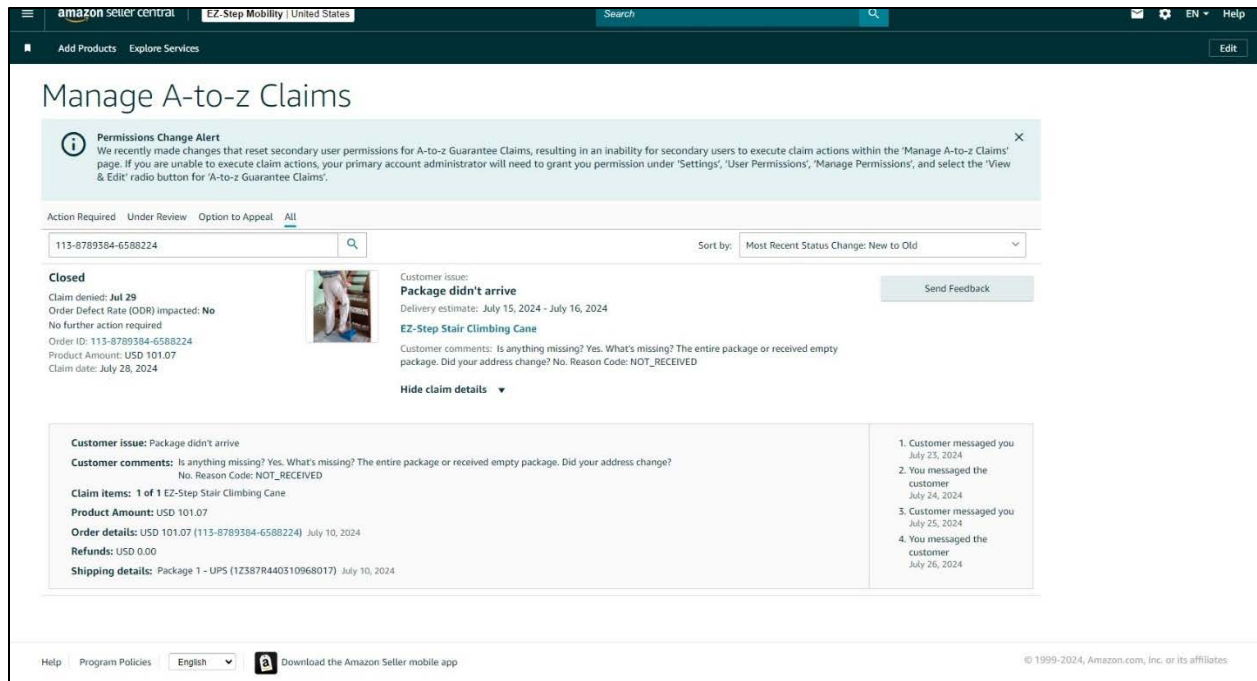 amazon seller central
EZ-Step Mobility | United States
Search
EN
Help
Add Products Explore Services
Edit
Manage A-to-z Claims
Permissions Change Alert
We recently made changes that reset secondary user permissions for A-to-z Guarantee Claims, resulting in an inability for secondary users to execute claim actions within the 'Manage A-to-z Claims'
page. If you are unable to execute claim actions, your primary account administrator will need to grant you permission under 'Settings', 'User Permissions', 'Manage Permissions', and select the 'View
& Edit' radio button for 'A-to-z Guarantee Claims'.
Action Required Under Review Option to Appeal All
113-8789384-6588224
Sort by: Most Recent Status Change: New to Old
Closed
Claim denied: Jul 29
Order Defect Rate (ODR) impacted: No
No further action required
Order ID: 113-8789384-6588224
Product Amount: USD 101.07
Claim date: July 28, 2024
Customer issue:
Package didn't arrive
Delivery estimate: July 15, 2024 - July 16, 2024
EZ-Step Stair Climbing Cane
Customer comments: Is anything missing? Yes. What's missing? The entire package or received empty
package. Did your address change? No. Reason Code: NOT_RECEIVED
Hide claim details
Send Feedback
Customer issue: Package didn't arrive
Customer comments: Is anything missing? Yes. What's missing? The entire package or received empty package. Did your address change?
No. Reason Code: NOT_RECEIVED
Claim items: 1 of 1 EZ-Step Stair Climbing Cane
Product Amount: USD 101.07
Order details: USD 101.07 (113-8789384-6588224) July 10, 2024
Refunds: USD 0.00
Shipping details: Package 1 - UPS (1Z387R440310968017) July 10, 2024
1. Customer messaged you
July 23, 2024
2. You messaged the
customer
July 24, 2024
3. Customer messaged you
July 25, 2024
4. You messaged the
customer
July 26, 2024
Help Program Policies English Download the Amazon Seller mobile app
© 1999-2024, Amazon.com, Inc. or its affiliates